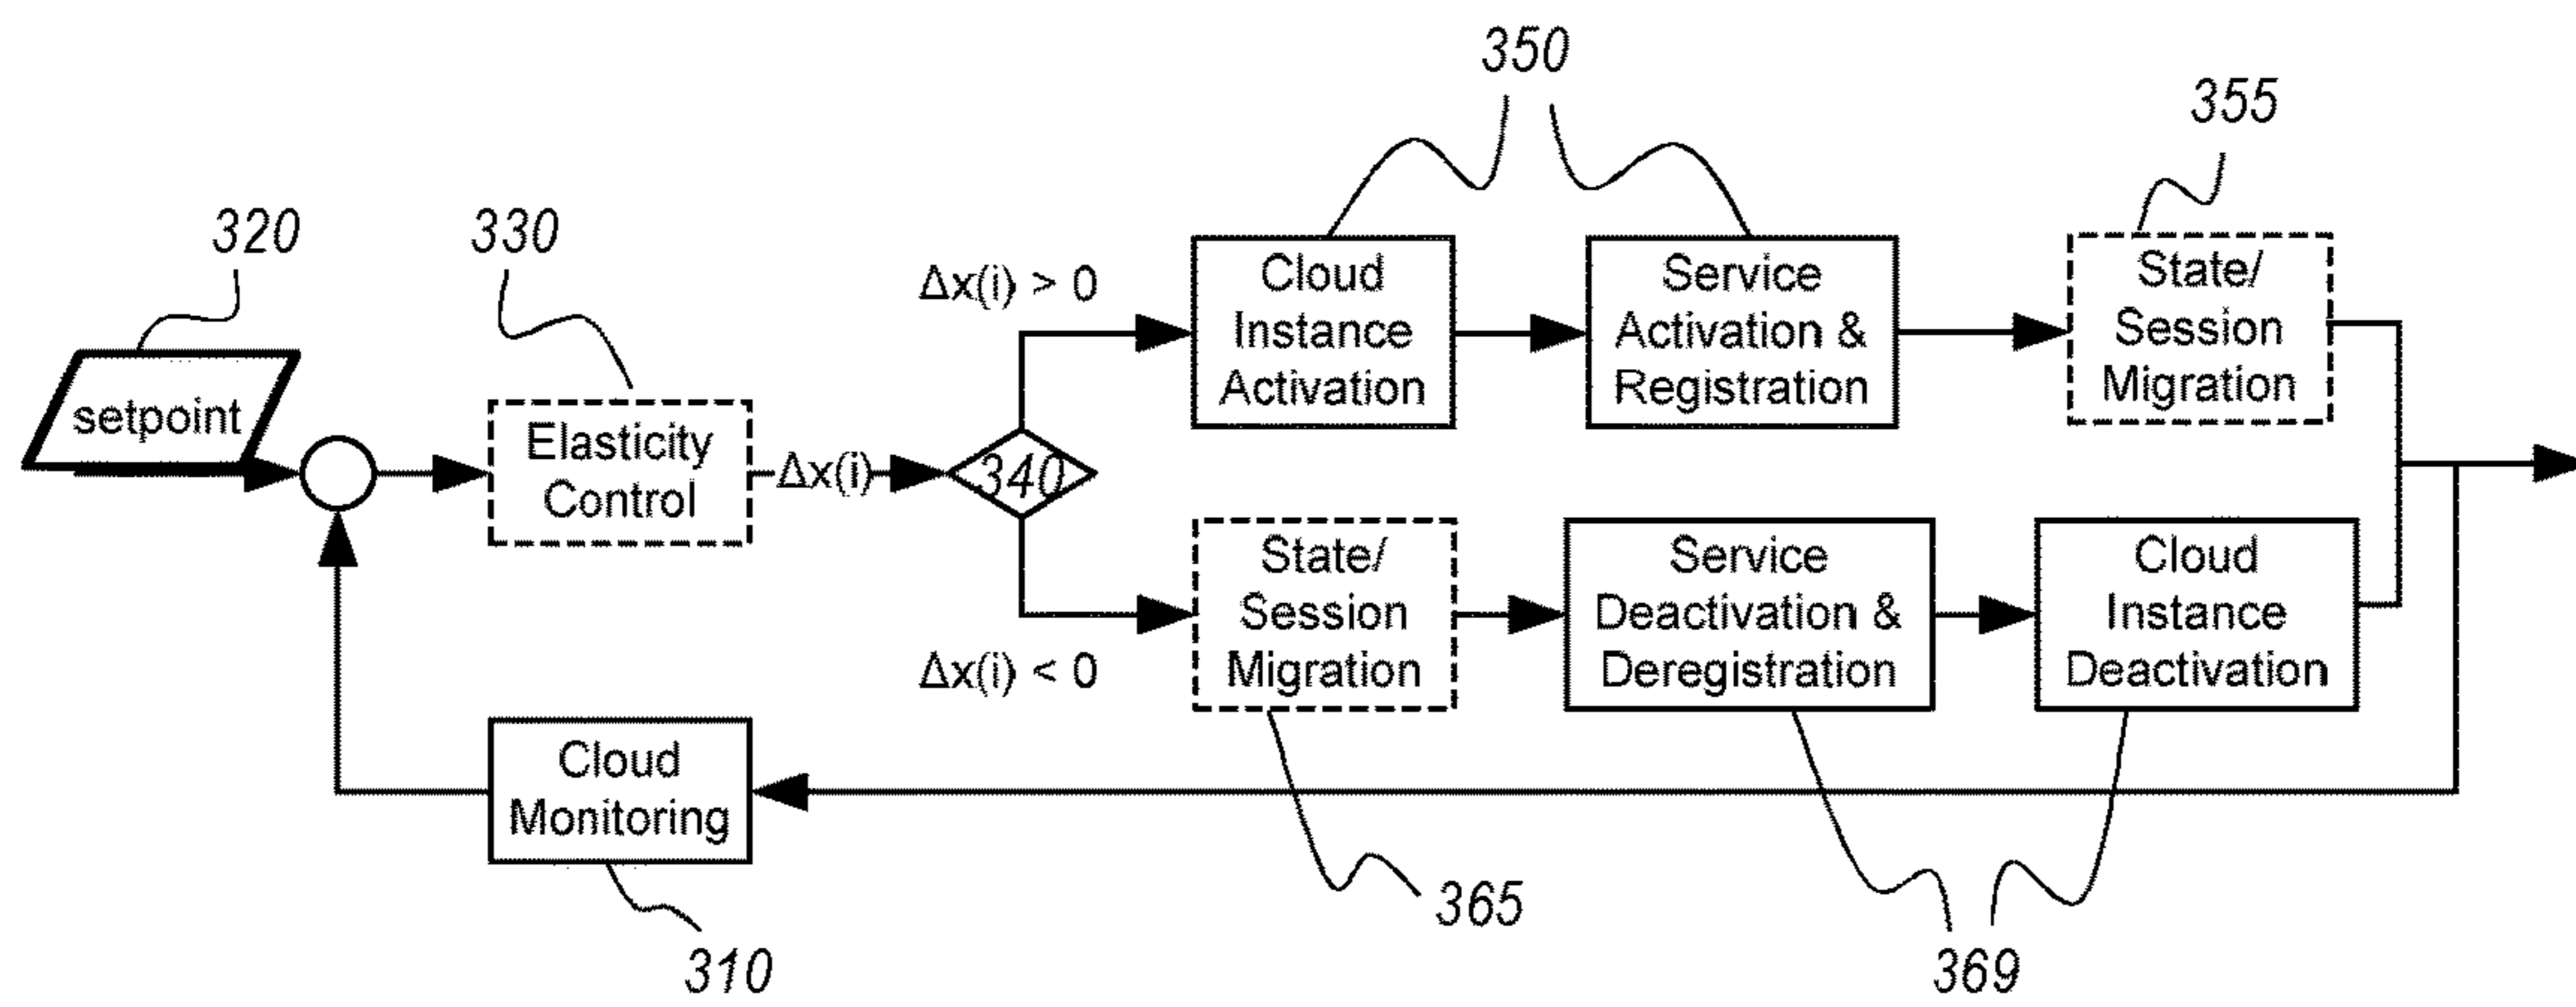 350
355
320
330
Δx(i) > 0
Cloud
Instance
Activation
Service
Activation &
Registration
State/
Session
Migration
setpoint
Elasticity
Control
Δx(i)
340
Δx(i) < 0
State/
Session
Migration
Service
Deactivation &
Deregistration
Cloud
Instance
Deactivation
Cloud
Monitoring
365
310
369